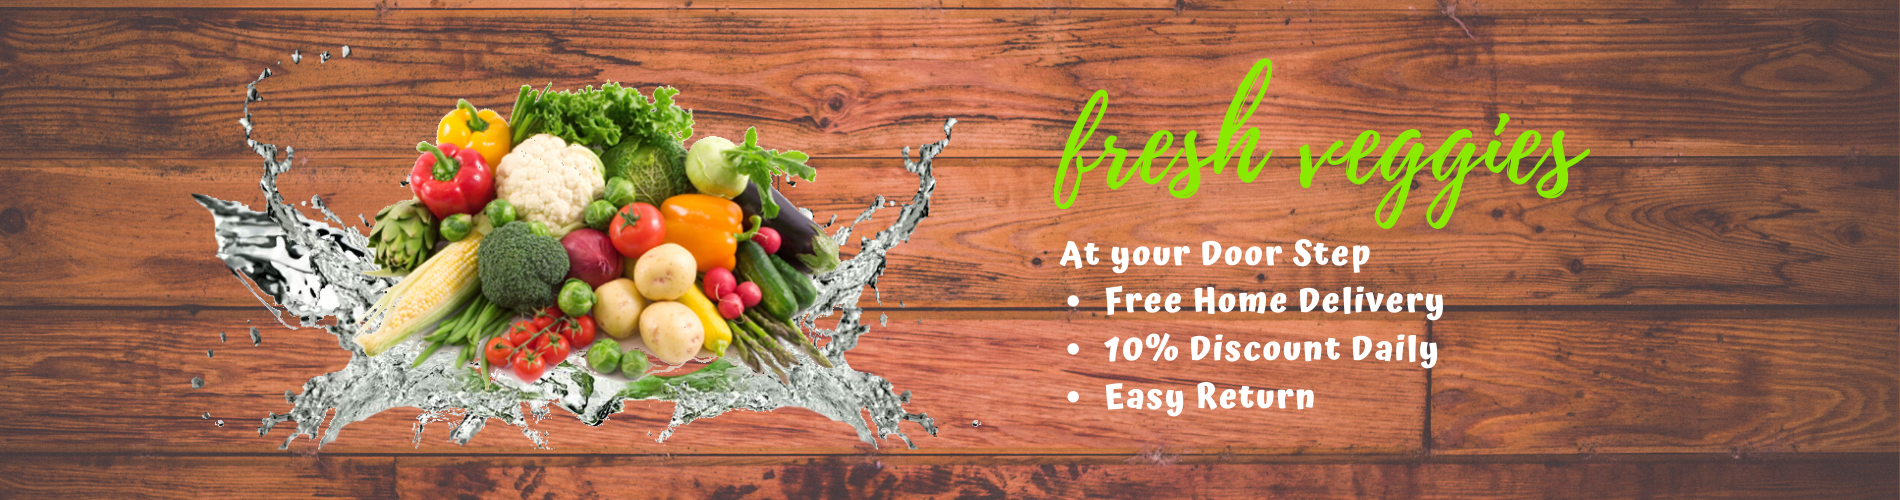 fresh veggies
At your Door Step
• Free Home Delivery
• 10% Discount Daily
• Easy Return